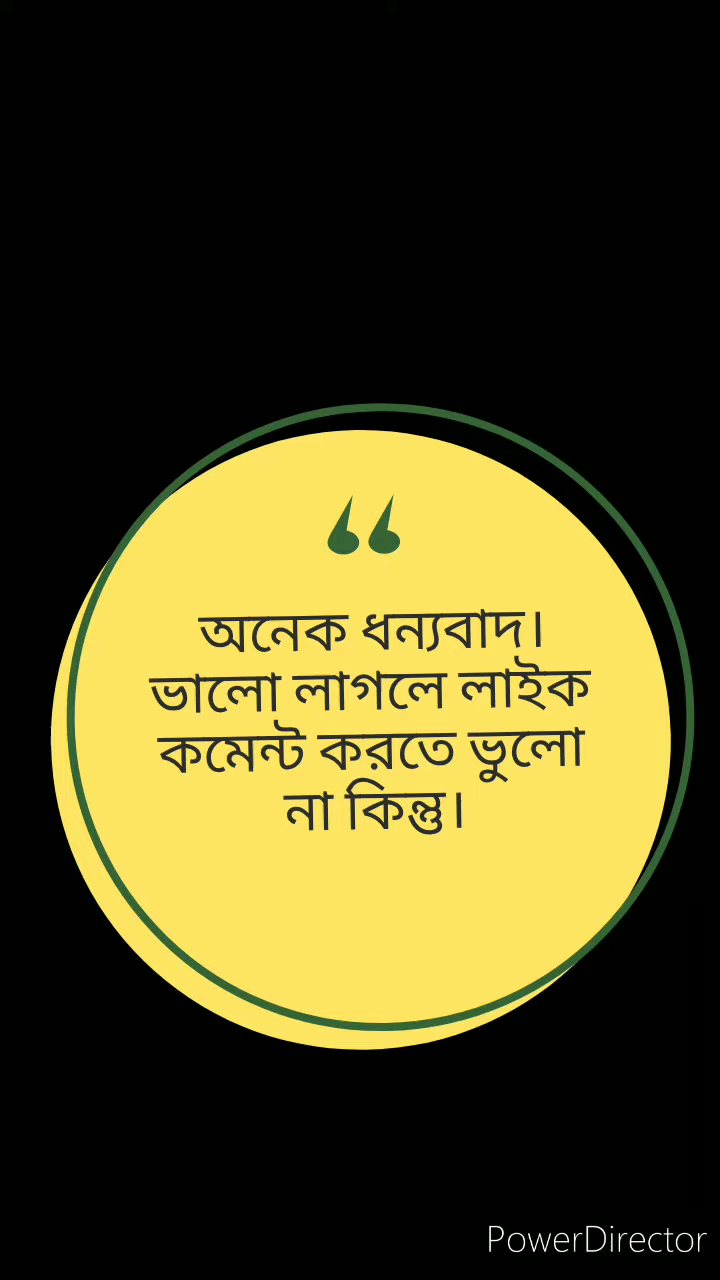 অনেক ধন্যবাদ।
ভালো লাগলে লাইক
কমেন্ট করতে ভুলো
না কিন্তু।
PowerDirector